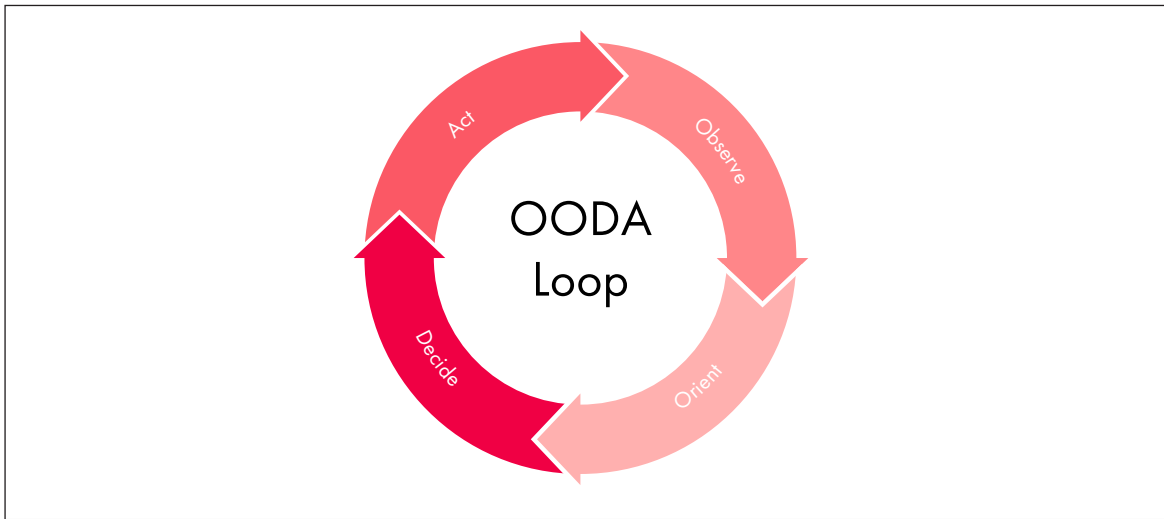 OODA
Loop
Observe
Orient
Decide
Act